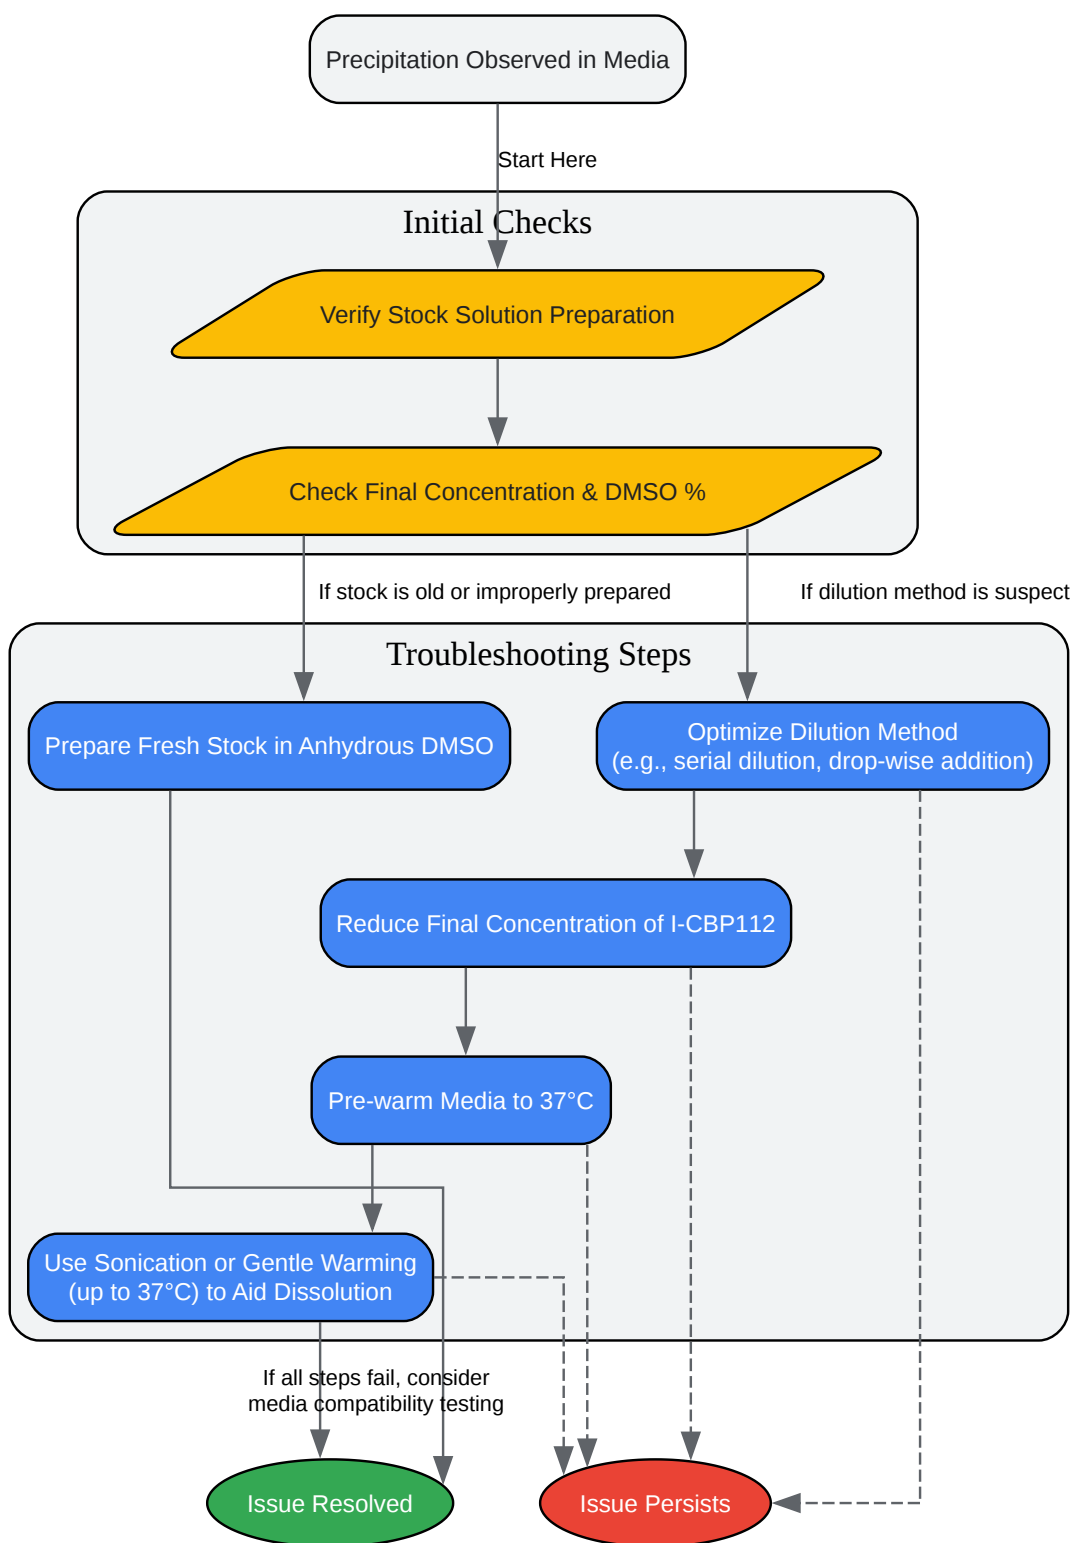 Precipitation Observed in Media
Start Here
Initial Checks
Verify Stock Solution Preparation
Check Final Concentration & DMSO %
If stock is old or improperly prepared
If dilution method is suspect
Troubleshooting Steps
Prepare Fresh Stock in Anhydrous DMSO
Optimize Dilution Method
(e.g., serial dilution, drop-wise addition)
Reduce Final Concentration of I-CBP112
Pre-warm Media to 37°C
Use Sonication or Gentle Warming
(up to 37°C) to Aid Dissolution
If all steps fail, consider
media compatibility testing
Issue Resolved
Issue Persists